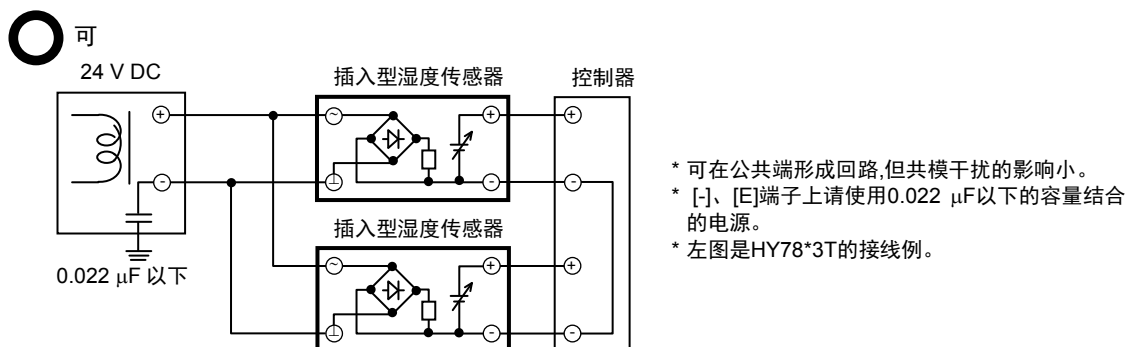 可
24 V DC
插入型湿度传感器
控制器
+
~
+
+
-
⊥
-
-
0.022 μF 以下
插入型湿度传感器
~
+
+
⊥
-
-
* 可在公共端形成回路,但共模干扰的影响小。
* [-]、[E]端子上请使用0.022 μF以下的容量结合
的电源。
* 左图是HY78*3T的接线例。